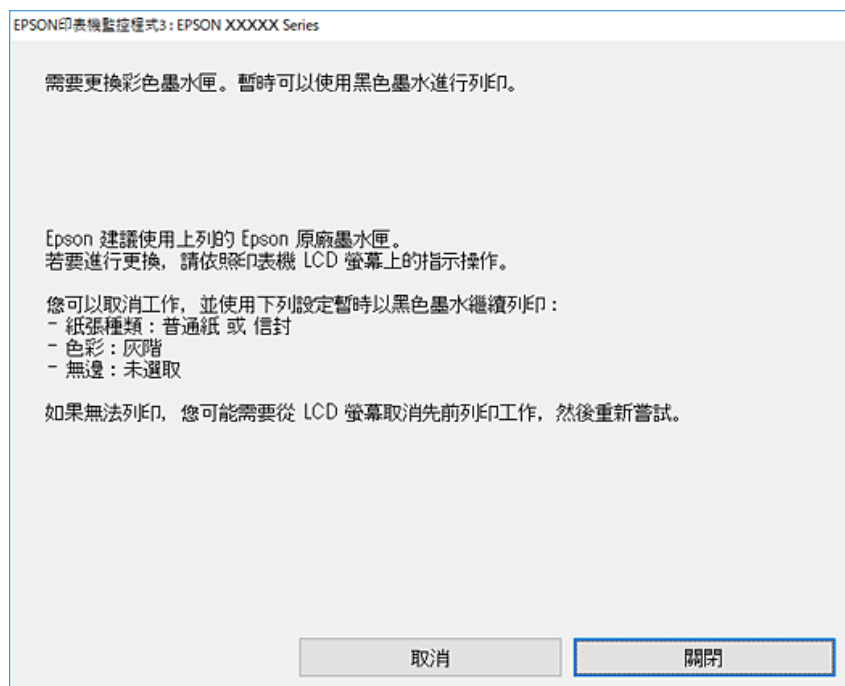 EPSON印表機監控程式3 : EPSON XXXXX Series
需要更換彩色墨水匣。暫時可以使用黑色墨水進行列印。
Epson 建議使用上列的 Epson 原廠墨水匣。
若要進行更換，請依照印表機 LCD 螢幕上的指示操作。
您可以取消工作，並使用下列設定暫時以黑色墨水繼續列印：
- 紙張種類：普通紙 或 信封
- 色彩：灰階
- 無邊：未選取
如果無法列印，您可能需要從 LCD 螢幕取消先前列印工作，然後重新嘗試。
取消
關閉